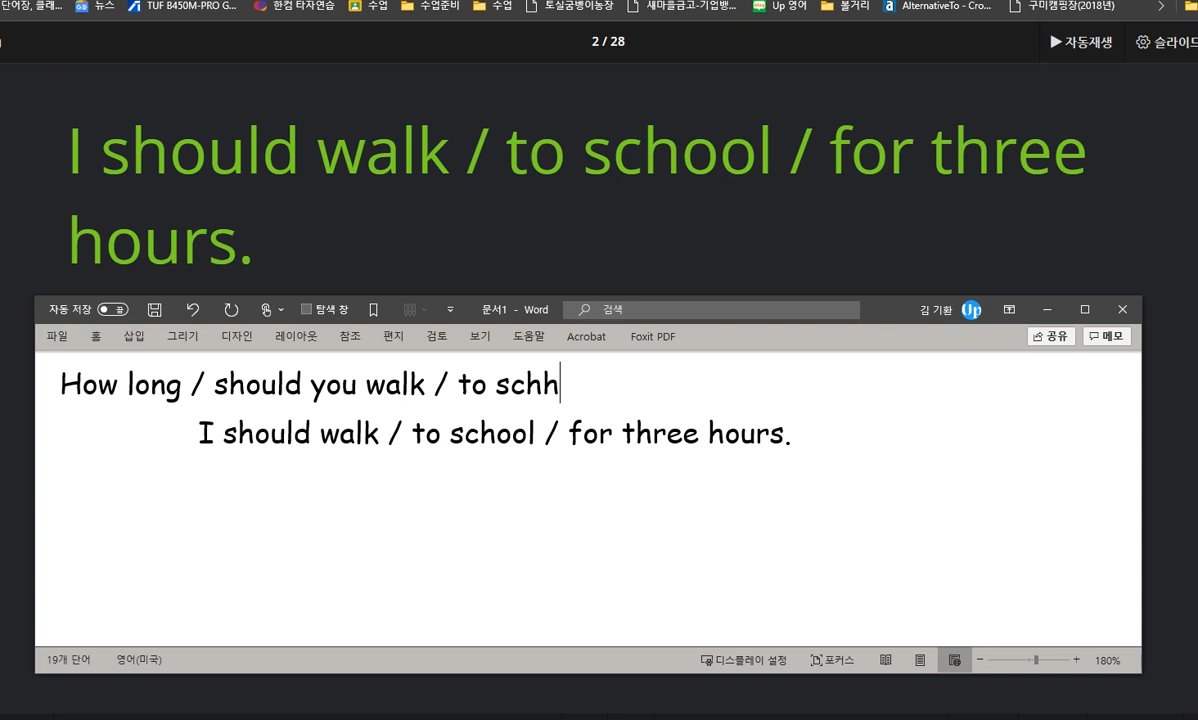 단어장, 클래... 뉴스 TUF B450M-PRO G... 한컴 타자연습 수업 수업준비 수업 토실굼벵이농장 새마을금고-기업뱅... Up 영어 볼거리 AlternativeTo - Cro... 구미캠핑장(2018년)
2 / 28 자동재생 슬라이드
I should walk / to school / for three
hours.
자동 저장 끔 탐색 창 문서1 - Word 검색 김 기환 Up
파일 홈 삽입 그리기 디자인 레이아웃 참조 편지 검토 보기 도움말 Acrobat Foxit PDF 공유 메모
How long / should you walk / to schh
I should walk / to school / for three hours.
19개 단어 영어(미국) 디스플레이 설정 포커스 - + 180%